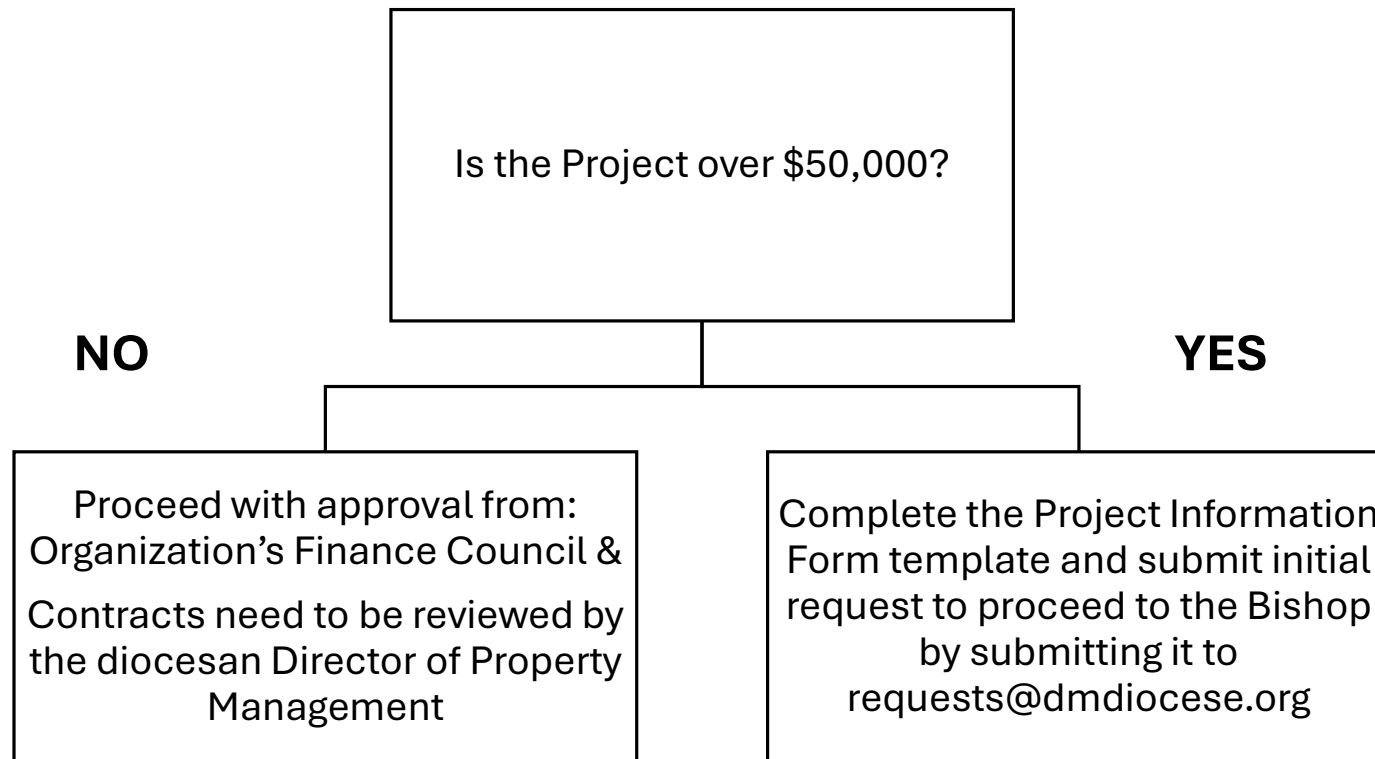 Is the Project over $50,000?
NO
YES
Proceed with approval from:
Organization’s Finance Council &
Contracts need to be reviewed by
the diocesan Director of Property
Management
Complete the Project Information
Form template and submit initial
request to proceed to the Bishop
by submitting it to
requests@dmdiocese.org